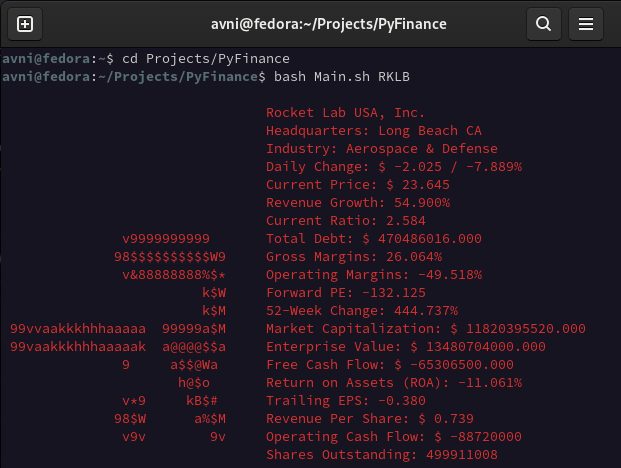 avni@fedora:~/Projects/PyFinance
avni@fedora:~$ cd Projects/PyFinance
avni@fedora:~/Projects/PyFinance$ bash Main.sh RKLB
Rocket Lab USA, Inc.
Headquarters: Long Beach CA
Industry: Aerospace & Defense
Daily Change: $ -2.025 / -7.889%
Current Price: $ 23.645
Revenue Growth: 54.900%
Current Ratio: 2.584
v9999999999 Total Debt: $ 470486016.000
98$$$$$$$$$$W9 Gross Margins: 26.064%
v&88888888%$* Operating Margins: -49.518%
k$W Forward PE: -132.125
k$M 52-Week Change: 444.737%
99vvaakkkhhhaaaaa 99999a$M Market Capitalization: $ 11820395520.000
99vaakkkhhhaaaaak a@@@@$$a Enterprise Value: $ 13480704000.000
9 a$$@Wa Free Cash Flow: $ -65306500.000
h@$o Return on Assets (ROA): -11.061%
v*9 kB$# Trailing EPS: -0.380
98$W a%$M Revenue Per Share: $ 0.739
v9v 9v Operating Cash Flow: $ -88720000
Shares Outstanding: 499911008